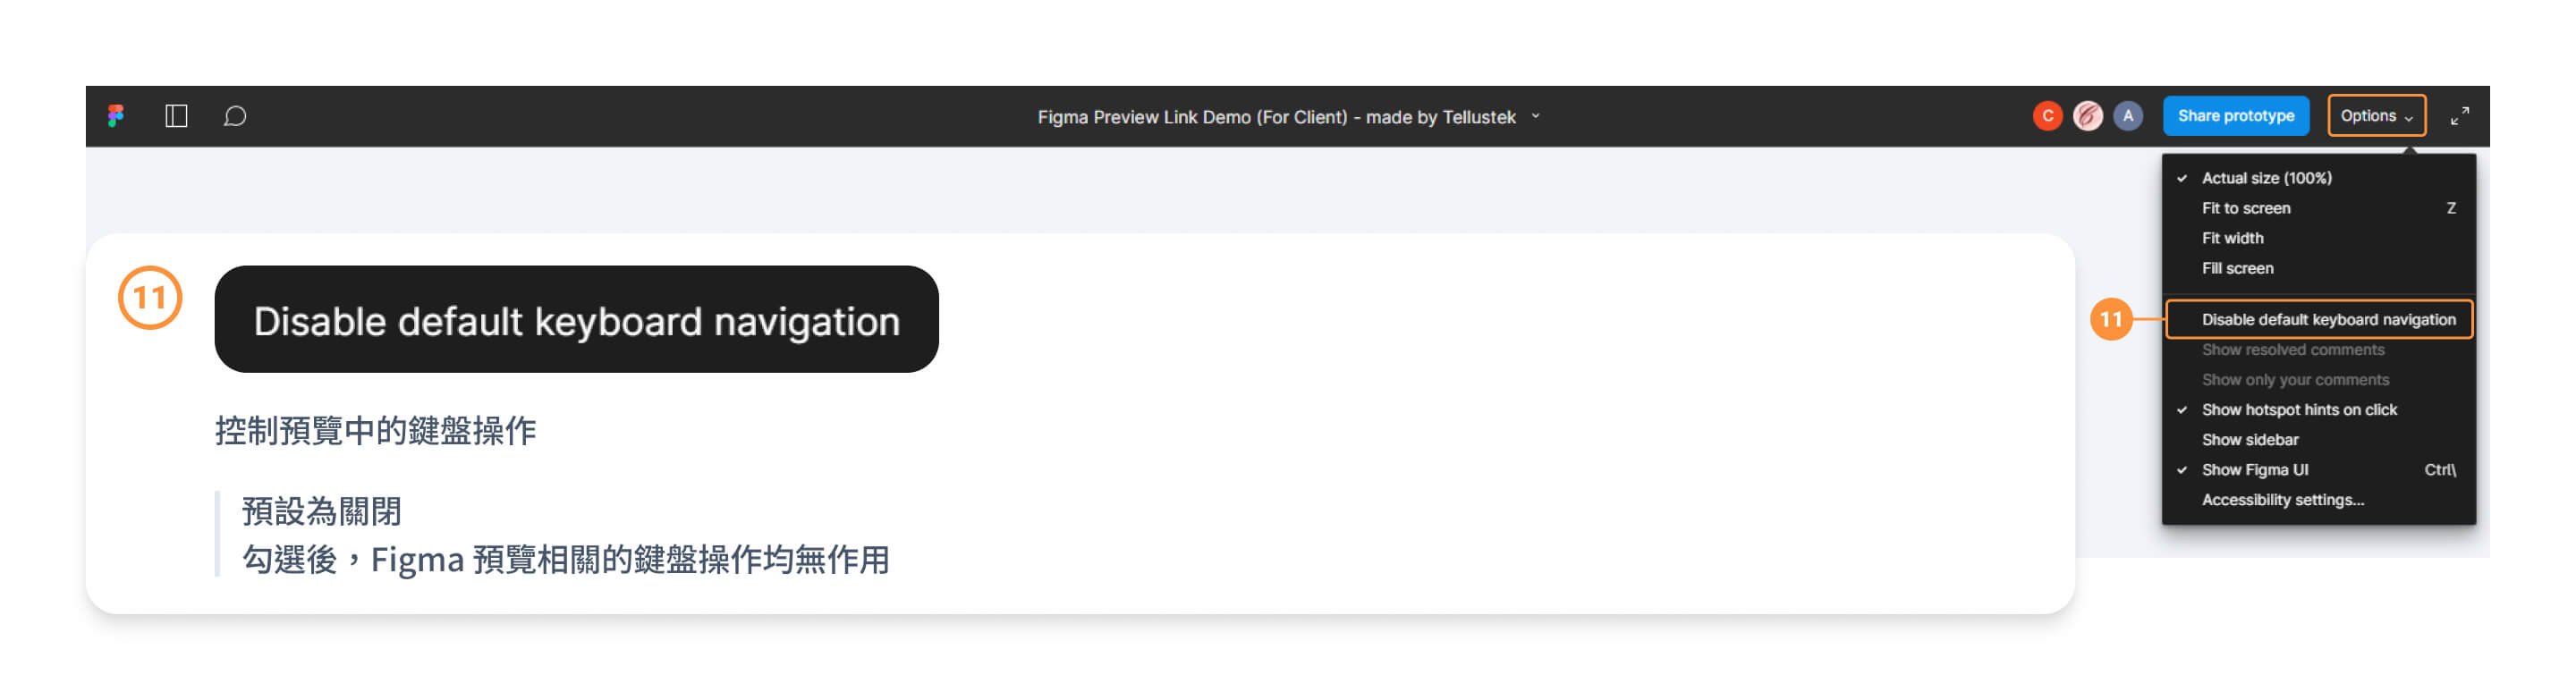 Figma Preview Link Demo (For Client) - made by Tellustek
C
A
Share prototype
Options
Actual size (100%)
Fit to screen Z
Fit width
Fill screen
11
Disable default keyboard navigation
Show resolved comments
Show only your comments
Show hotspot hints on click
Show sidebar
Show Figma UI Ctrl\
Accessibility settings...
11
Disable default keyboard navigation
控制預覽中的鍵盤操作
預設為關閉
勾選後，Figma 預覽相關的鍵盤操作均無作用